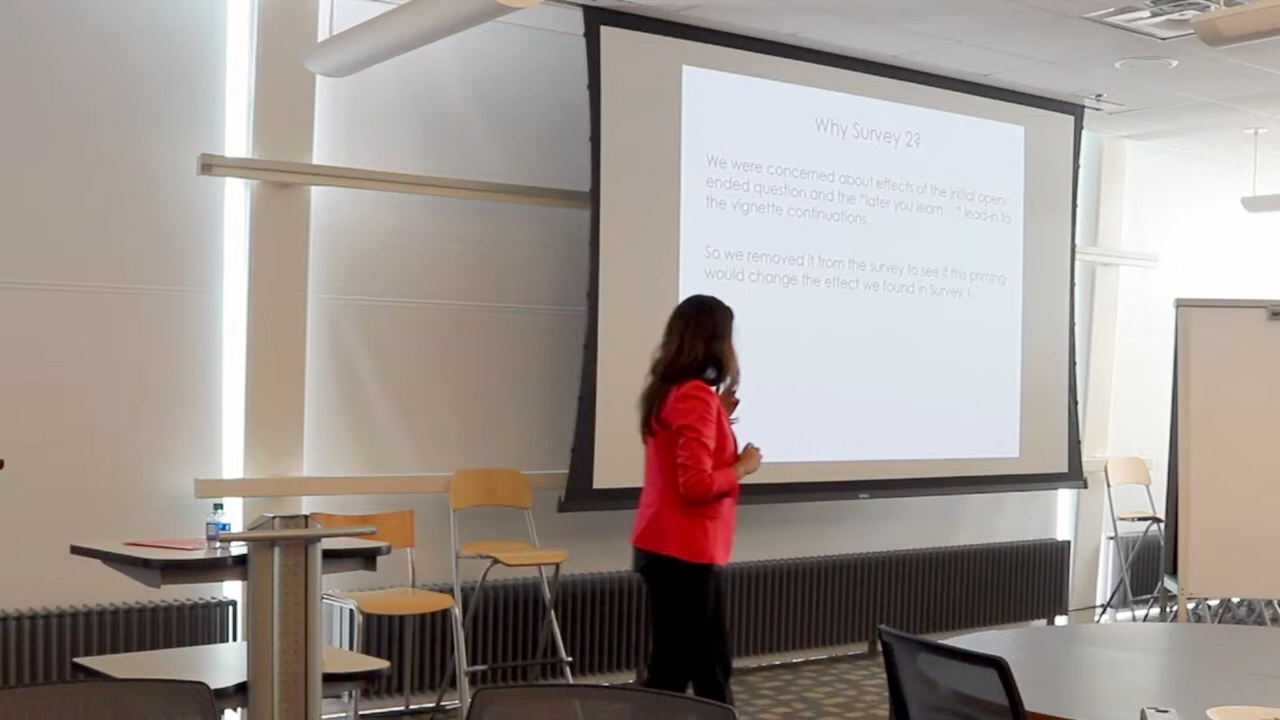 Why Survey 2?
We were concerned about effects of the initial open-
ended question and the "later you learn..." lead-in to
the vignette continuations.
So we removed it from the survey to see if this priming
would change the effect we found in Survey 1.